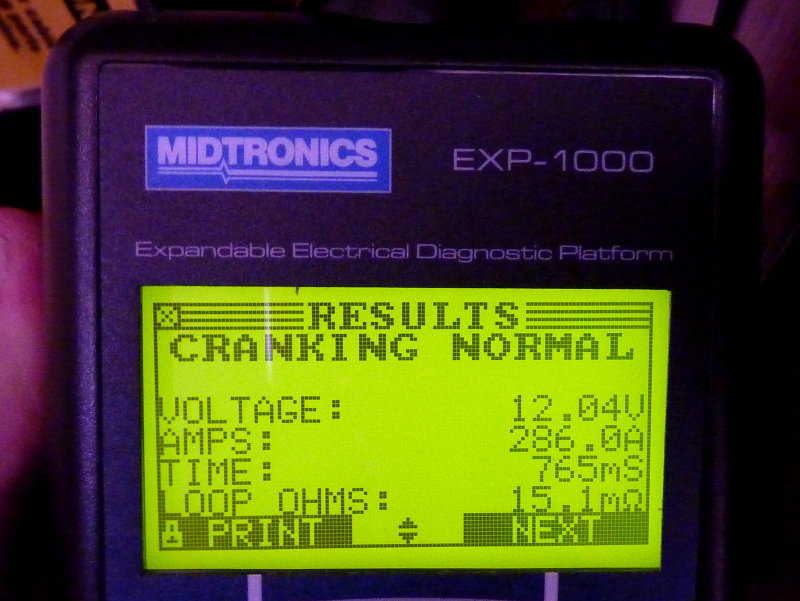 MIDTRONICS
EXP-1000
Expandable Electrical Diagnostic Platform
RESULTS
CRANKING NORMAL
VOLTAGE: 12.04V
AMPS: 286.0A
TIME: 765mS
LOOP OHMS: 15.1mΩ
PRINT NEXT